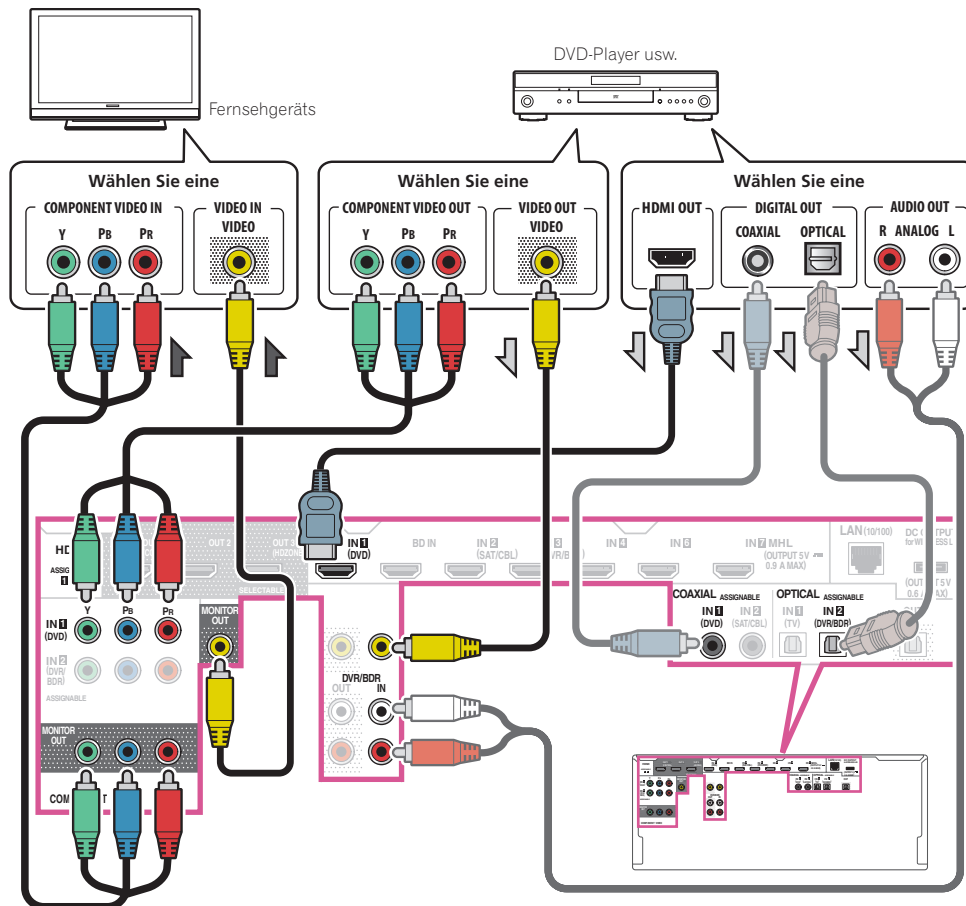 DVD-Player usw.
Fernsehgeräts
Wählen Sie eine
COMPONENT VIDEO IN
VIDEO IN
VIDEO
Y PB PR
Wählen Sie eine
COMPONENT VIDEO OUT
VIDEO OUT
VIDEO
Y PB PR
Wählen Sie eine
HDMI OUT
DIGITAL OUT
AUDIO OUT
COAXIAL OPTICAL
R ANALOG L
OUT 2
OUT 3
(HDZONE)
SELECTABLE
IN 1
(DVD)
BD IN
IN 2
(SAT/CBL)
IN 4
IN 6
IN 7 MHL
(OUTPUT 5V
0.9 A MAX)
LAN (10/100)
COAXIAL ASSIGNABLE
IN 1
(DVD)
IN 2
(SAT/CBL)
OPTICAL ASSIGNABLE
IN 1
(TV)
IN 2
(DVR/BDR)
Y PB PR
IN 1
(DVD)
IN 2
(DVR/
BDR)
ASSIGNABLE
MONITOR
OUT
DVR/BDR
OUT IN
MONITOR
OUT